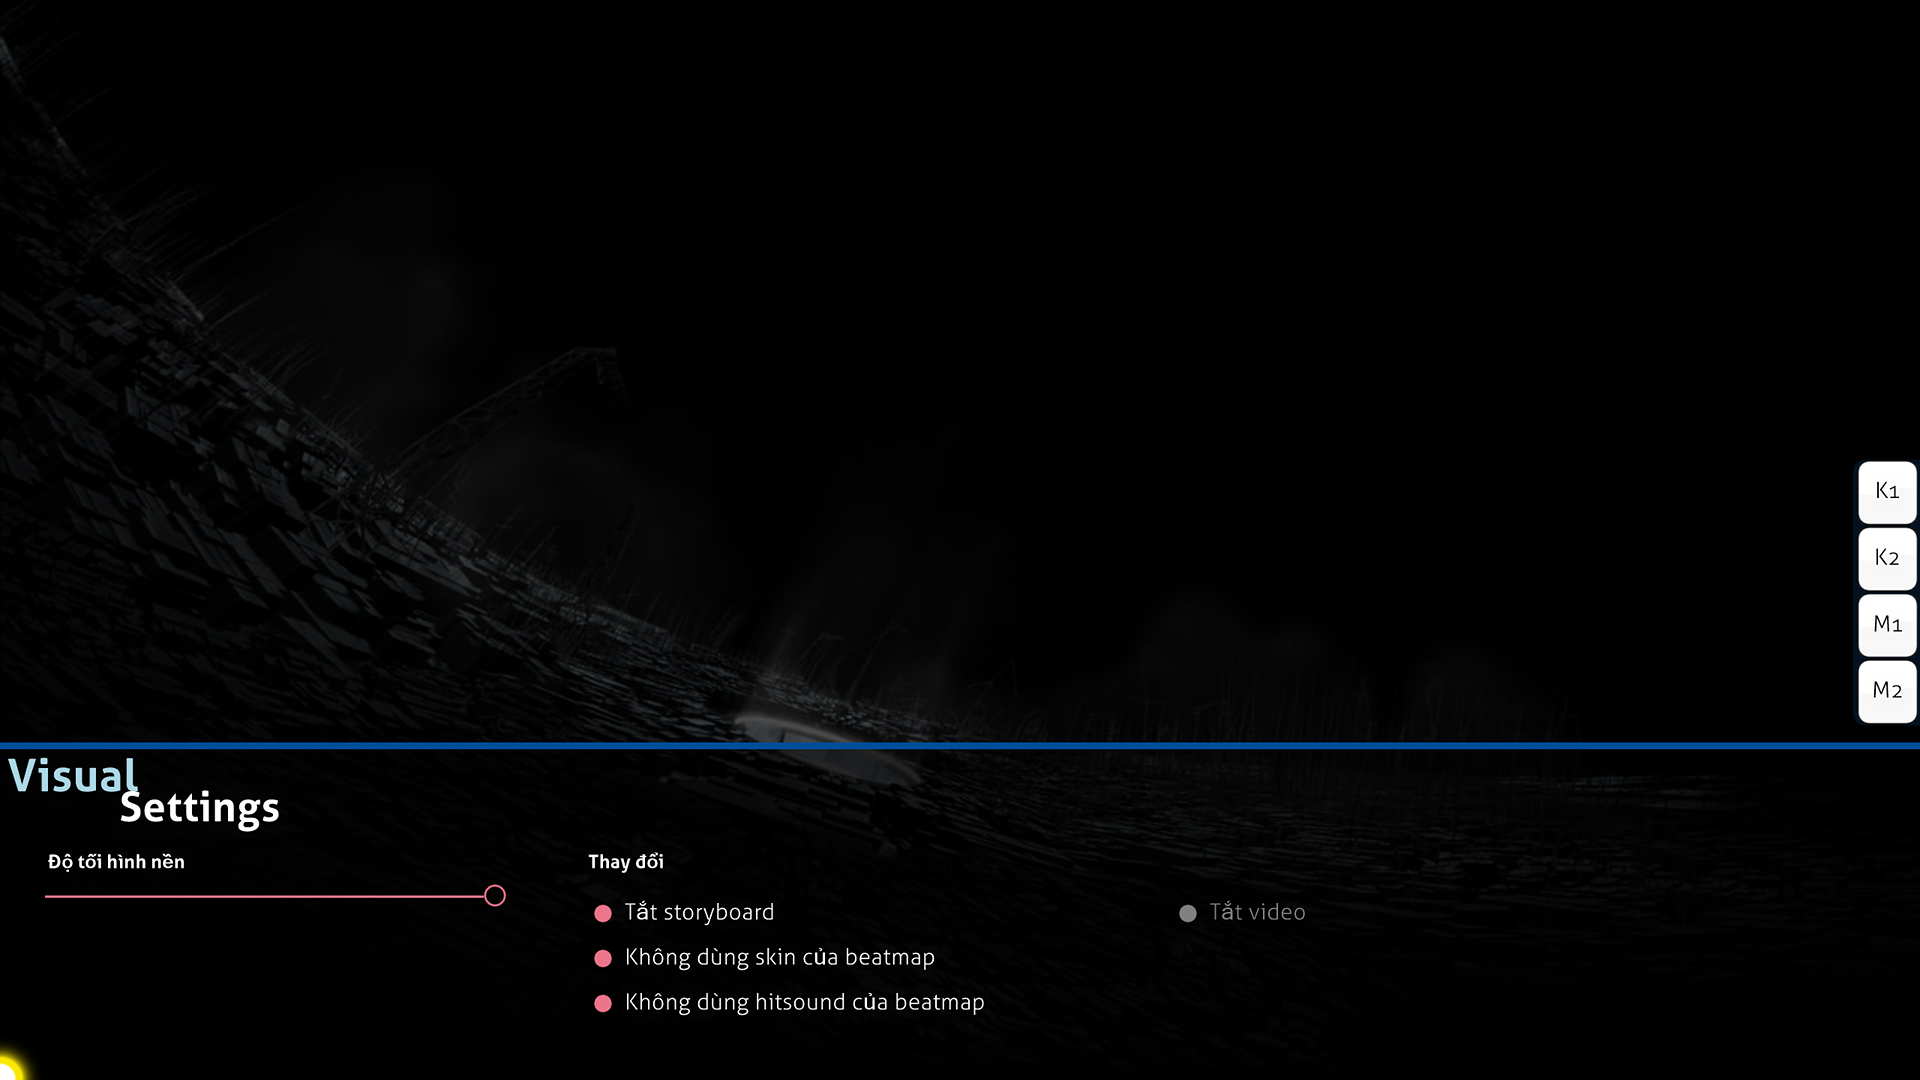 K1
K2
M1
M2
Visual
Settings
Độ tối hình nền
Thay đổi
Tắt storyboard
Tắt video
Không dùng skin của beatmap
Không dùng hitsound của beatmap